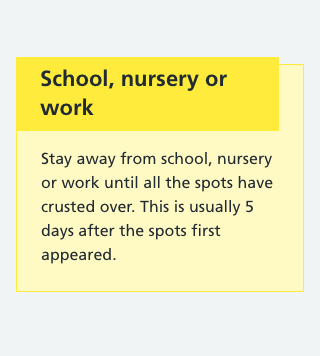 School, nursery or
work
Stay away from school, nursery
or work until all the spots have
crusted over. This is usually 5
days after the spots first
appeared.